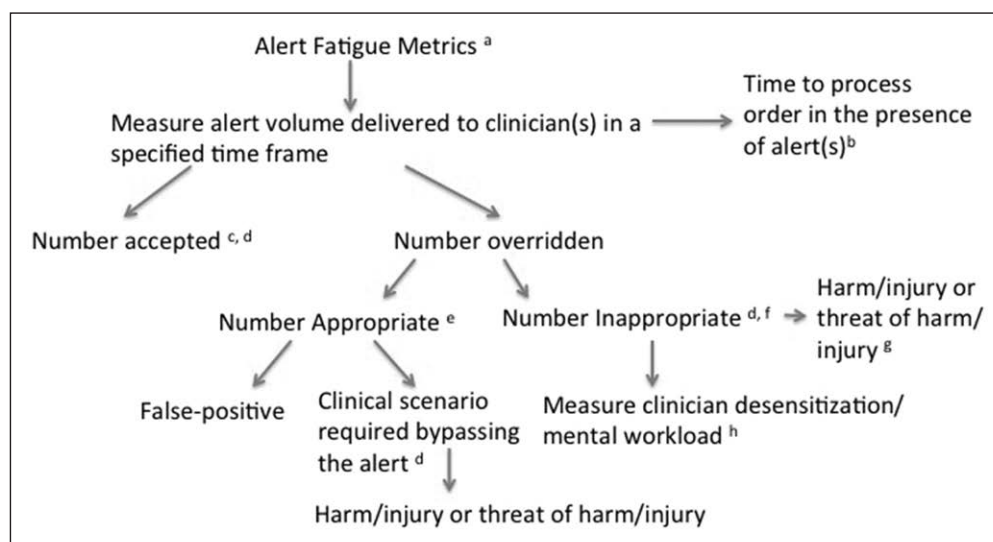 Alert Fatigue Metrics a
Measure alert volume delivered to clinician(s) in a
specified time frame
Time to process
order in the presence
of alert(s)b
Number accepted c, d
Number overridden
Number Appropriate e
Number Inappropriate d, f
Harm/injury or
threat of harm/
injury g
False-positive
Clinical scenario
required bypassing
the alert d
Measure clinician desensitization/
mental workload h
Harm/injury or threat of harm/injury